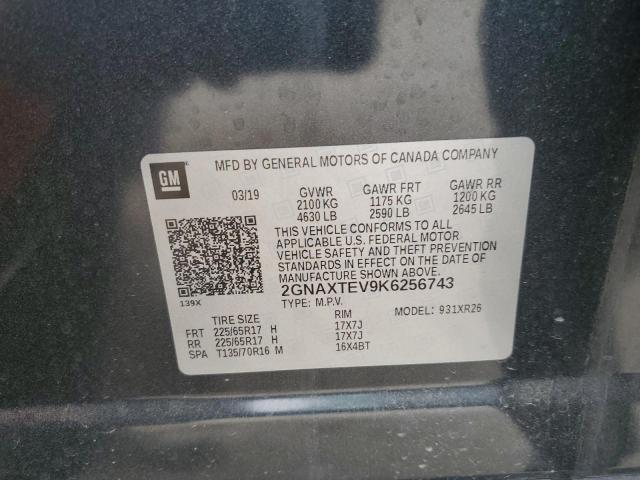 GM
MFD BY GENERAL MOTORS OF CANADA COMPANY
03/19 GVWR GAWR FRT GAWR RR
2100 KG 1175 KG 1200 KG
4630 LB 2590 LB 2645 LB
THIS VEHICLE CONFORMS TO ALL
APPLICABLE U.S. FEDERAL MOTOR
VEHICLE SAFETY AND THEFT PREVENTION
STANDARDS IN EFFECT ON THE DATE OF
MANUFACTURE SHOWN ABOVE.
139X
2GNAXTEV9K6256743
TYPE: M.P.V. MODEL: 931XR26
TIRE SIZE RIM
FRT 225/65R17 H 17X7J
RR 225/65R17 H 17X7J
SPA T135/70R16 M 16X4BT